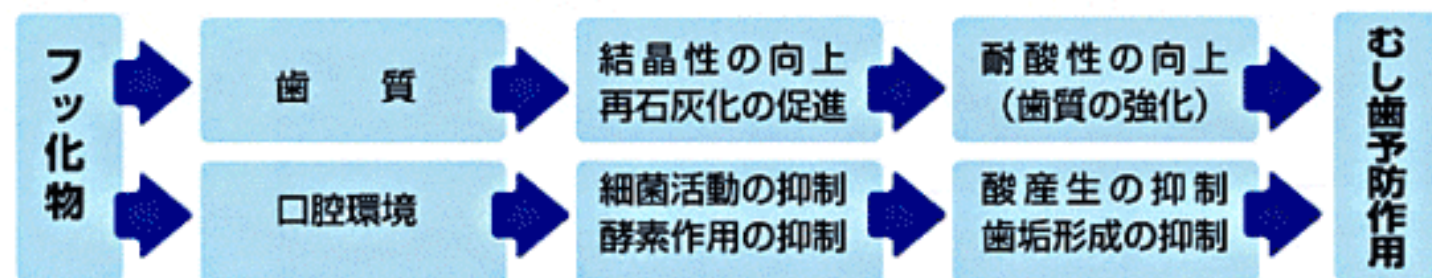 フッ化物
歯 質
結晶性の向上
再石灰化の促進
耐酸性の向上
（歯質の強化）
口腔環境
細菌活動の抑制
酵素作用の抑制
酸産生の抑制
歯垢形成の抑制
むし歯予防作用